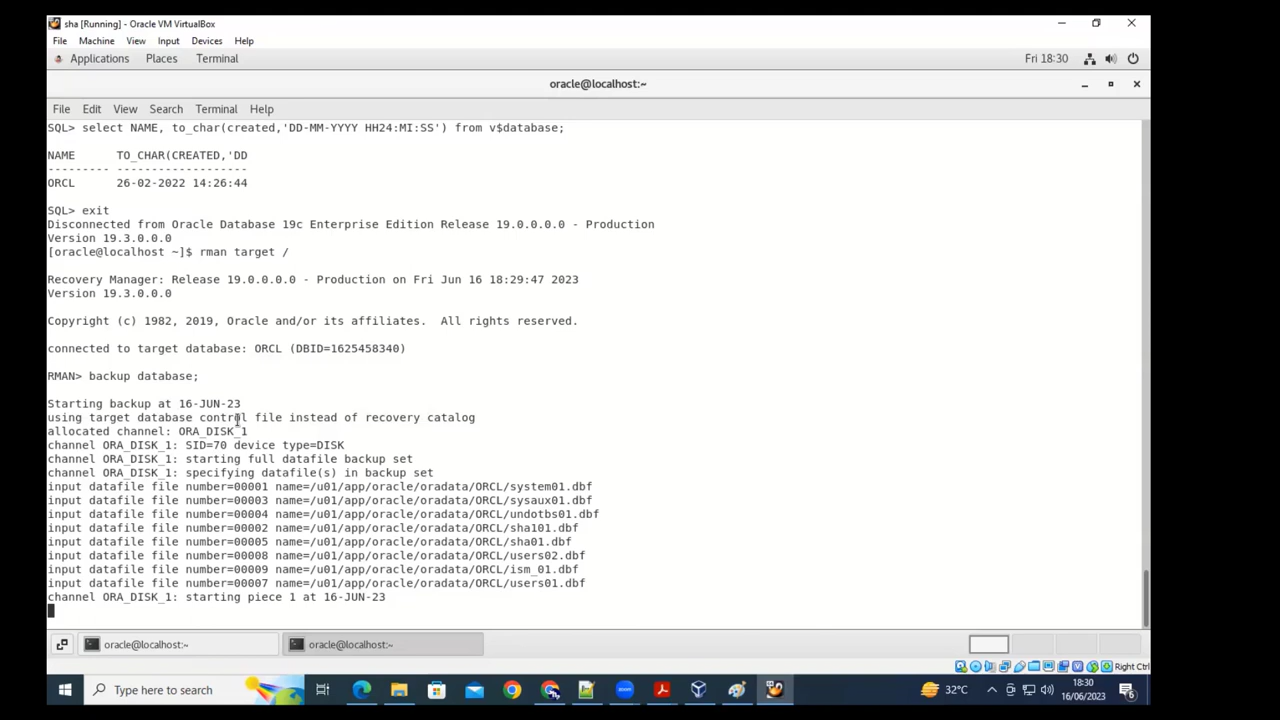 sha [Running] - Oracle VM VirtualBox
File Machine View Input Devices Help
Applications Places Terminal Fri 18:30
oracle@localhost:~
File Edit View Search Terminal Help
SQL> select NAME, to_char(created,'DD-MM-YYYY HH24:MI:SS') from v$database;
NAME TO_CHAR(CREATED,'DD
--------- -------------------
ORCL 26-02-2022 14:26:44
SQL> exit
Disconnected from Oracle Database 19c Enterprise Edition Release 19.0.0.0.0 - Production
Version 19.3.0.0.0
[oracle@localhost ~]$ rman target /
Recovery Manager: Release 19.0.0.0.0 - Production on Fri Jun 16 18:29:47 2023
Version 19.3.0.0.0
Copyright (c) 1982, 2019, Oracle and/or its affiliates. All rights reserved.
connected to target database: ORCL (DBID=1625458340)
RMAN> backup database;
Starting backup at 16-JUN-23
using target database control file instead of recovery catalog
allocated channel: ORA_DISK_1
channel ORA_DISK_1: SID=70 device type=DISK
channel ORA_DISK_1: starting full datafile backup set
channel ORA_DISK_1: specifying datafile(s) in backup set
input datafile file number=00001 name=/u01/app/oracle/oradata/ORCL/system01.dbf
input datafile file number=00003 name=/u01/app/oracle/oradata/ORCL/sysaux01.dbf
input datafile file number=00004 name=/u01/app/oracle/oradata/ORCL/undotbs01.dbf
input datafile file number=00002 name=/u01/app/oracle/oradata/ORCL/sha101.dbf
input datafile file number=00005 name=/u01/app/oracle/oradata/ORCL/sha01.dbf
input datafile file number=00008 name=/u01/app/oracle/oradata/ORCL/users02.dbf
input datafile file number=00009 name=/u01/app/oracle/oradata/ORCL/ism_01.dbf
input datafile file number=00007 name=/u01/app/oracle/oradata/ORCL/users01.dbf
channel ORA_DISK_1: starting piece 1 at 16-JUN-23
oracle@localhost:~ oracle@localhost:~
Right Ctrl
Type here to search 32°C 18:30
16/06/2023 6